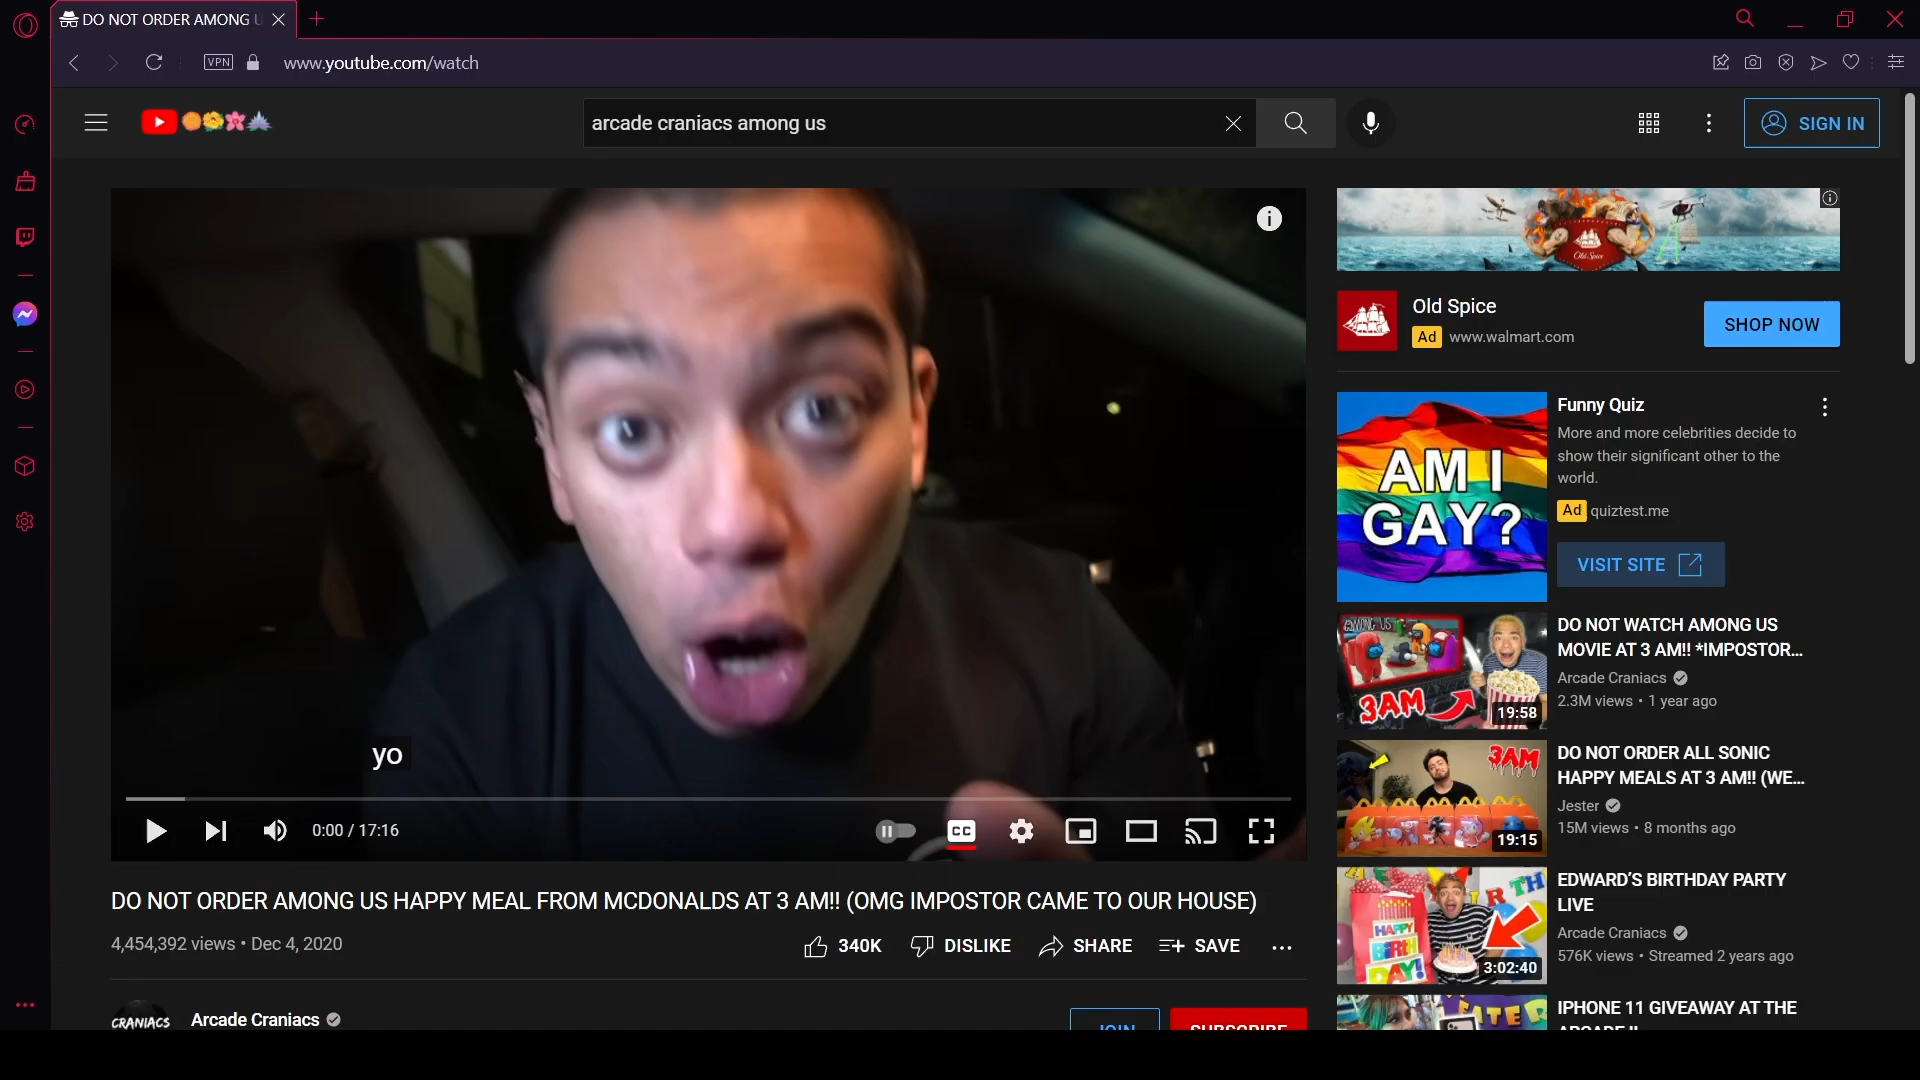 DO NOT ORDER AMONG U
VPN
www.youtube.com/watch
arcade craniacs among us
SIGN IN
Old Spice
Old Spice
Ad www.walmart.com
SHOP NOW
AM I
GAY?
Funny Quiz
More and more celebrities decide to
show their significant other to the
world.
Ad quiztest.me
VISIT SITE
AMONG US
3AM
19:58
DO NOT WATCH AMONG US
MOVIE AT 3 AM!! *IMPOSTOR...
Arcade Craniacs
2.3M views • 1 year ago
3AM
19:15
DO NOT ORDER ALL SONIC
HAPPY MEALS AT 3 AM!! (WE...
Jester
15M views • 8 months ago
HAPPY
BIRTH
DAY!
3:02:40
EDWARD'S BIRTHDAY PARTY
LIVE
Arcade Craniacs
576K views • Streamed 2 years ago
IPHONE 11 GIVEAWAY AT THE
yo
0:00 / 17:16
CC
DO NOT ORDER AMONG US HAPPY MEAL FROM MCDONALDS AT 3 AM!! (OMG IMPOSTOR CAME TO OUR HOUSE)
4,454,392 views • Dec 4, 2020
340K
DISLIKE
SHARE
SAVE
CRANIACS
Arcade Craniacs
JOIN
SUBSCRIBE